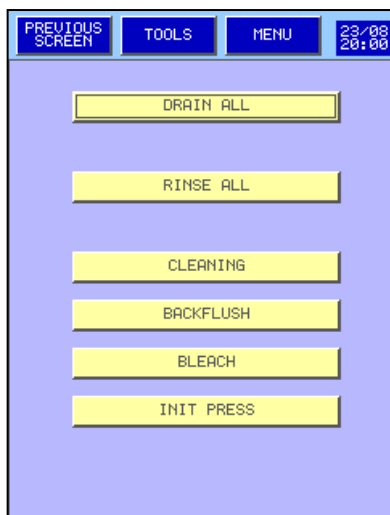 PREVIOUS SCREEN
TOOLS
MENU
23/08
20:00
DRAIN ALL
RINSE ALL
CLEANING
BACKFLUSH
BLEACH
INIT PRESS